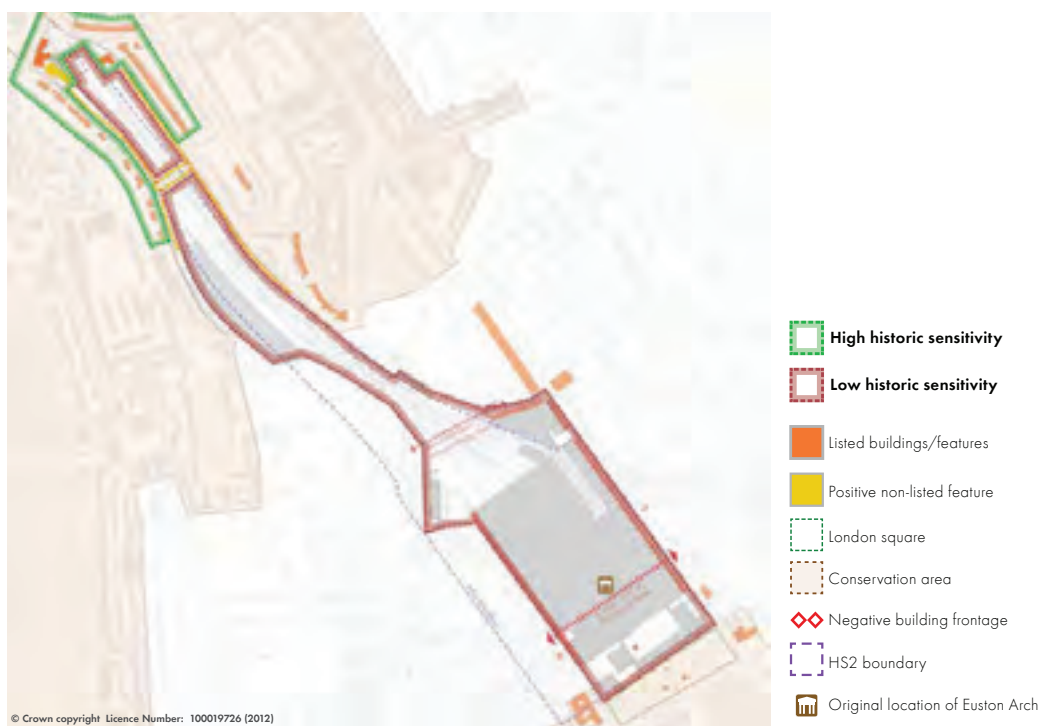 High historic sensitivity
Low historic sensitivity
Listed buildings/features
Positive non-listed feature
London square
Conservation area
Negative building frontage
HS2 boundary
Original location of Euston Arch
© Crown copyright Licence Number: 100019726 (2012)